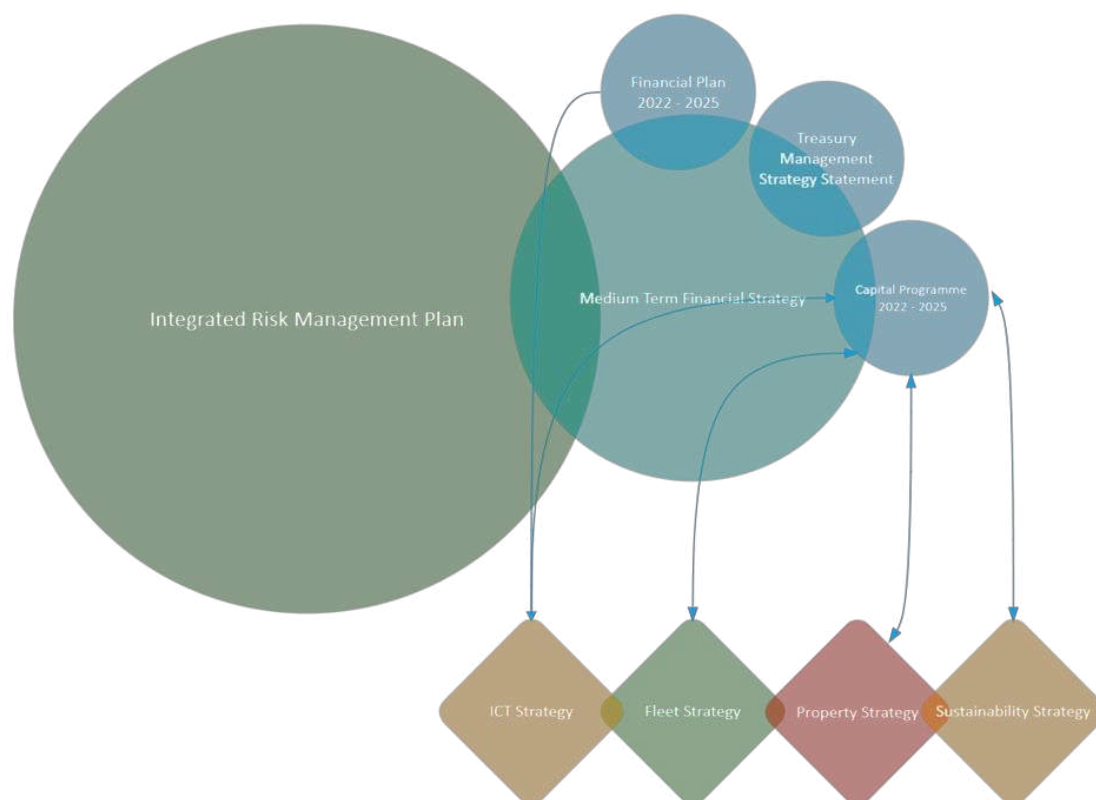 Financial Plan
2022 - 2025
Treasury
Management
Strategy Statement
Integrated Risk Management Plan
Medium Term Financial Strategy
Capital Programme
2022 - 2025
ICT Strategy
Fleet Strategy
Property Strategy
Sustainability Strategy